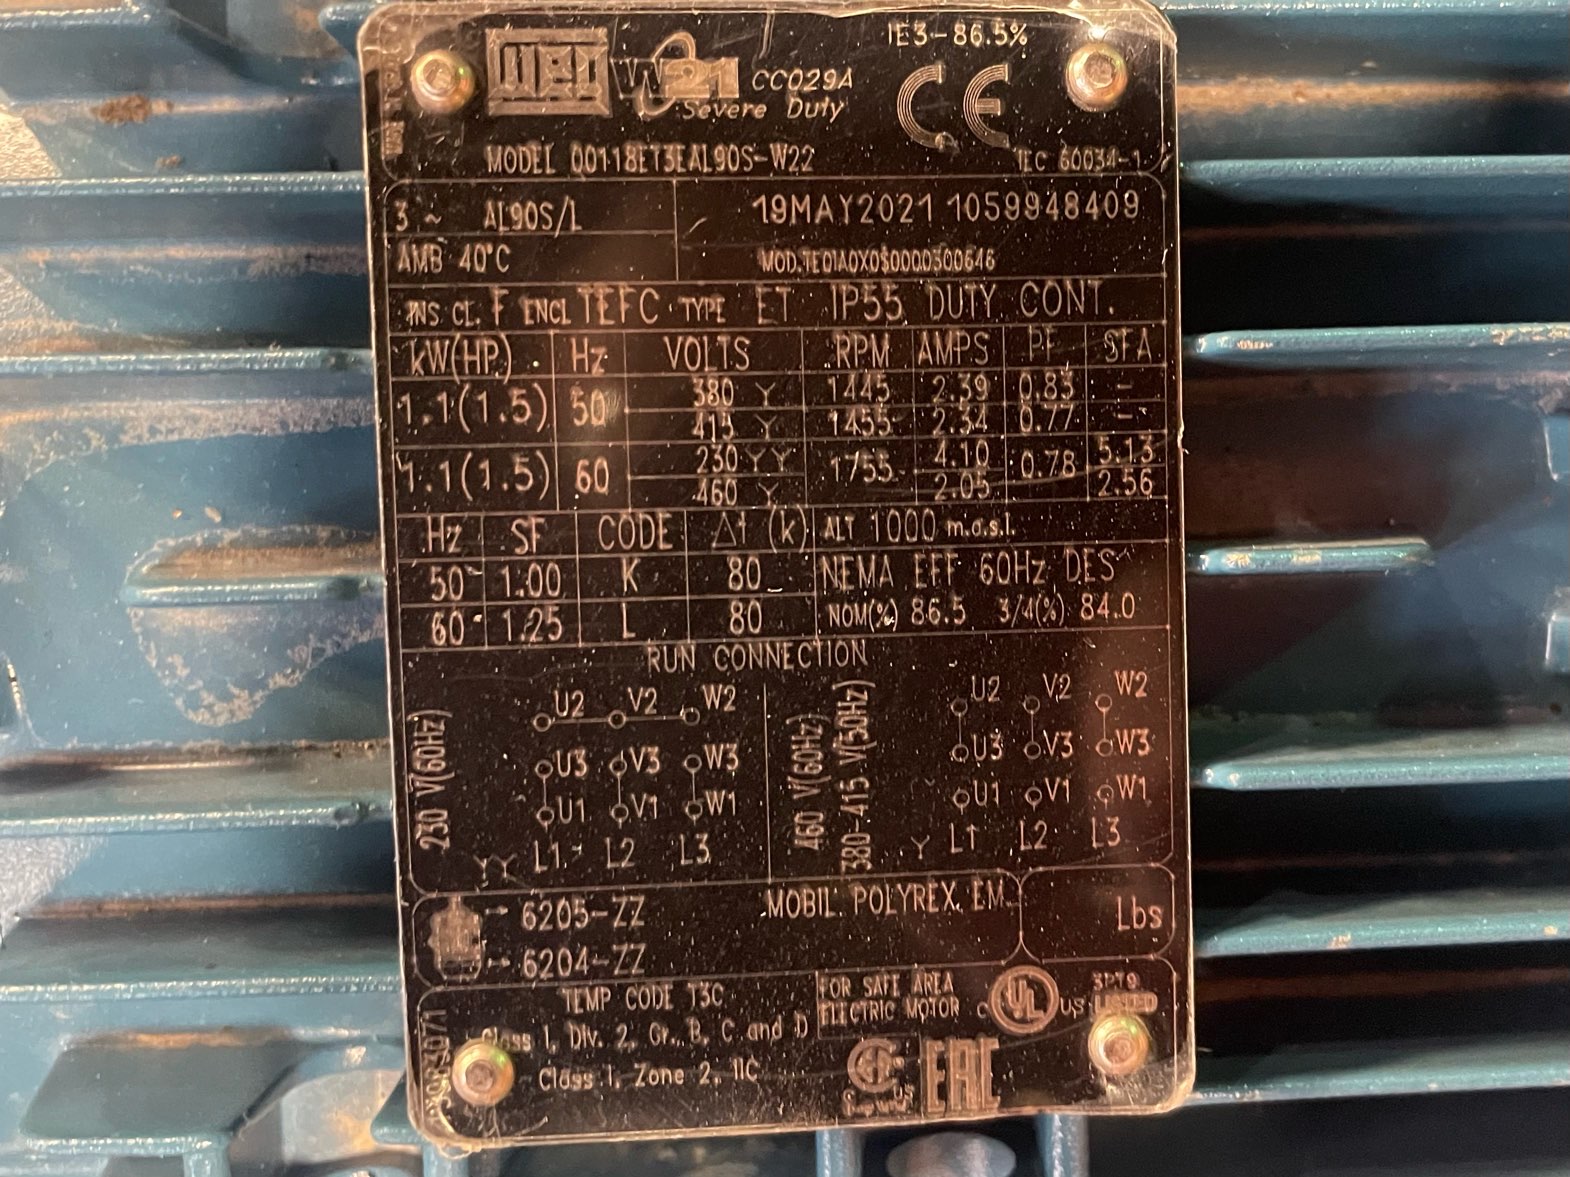 IE3-86.5%
WEG W21 CC029A
Severe Duty
CE
MODEL 00118ET3EAL90S-W22
IEC 60034-1
3 ~ AL90S/L 19MAY2021 1059948409
AMB 40°C MOD.TE01A0X0$0000300646
INS CL. F ENCL TEFC TYPE ET IP55 DUTY CONT.
kW(HP) Hz VOLTS RPM AMPS PF SFA
1.1(1.5) 50 380 Y 1445 2.39 0.83 -
415 Y 1455 2.34 0.77 -
1.1(1.5) 60 230 YY 1755 4.10 0.78 5.13
460 Y 2.05 2.56
Hz SF CODE Δt (k) ALT 1000 m.a.s.l.
50 1.00 K 80 NEMA EFF 60Hz DES
60 1.25 L 80 NOM(%) 86.5 3/4(%) 84.0
RUN CONNECTION
230 V(60Hz)
U2 V2 W2
U3 V3 W3
U1 V1 W1
YY L1 L2 L3
460 V(60Hz)
380-415 V(50Hz)
U2 V2 W2
U3 V3 W3
U1 V1 W1
Y L1 L2 L3
6205-ZZ MOBIL POLYREX EM Lbs
6204-ZZ
TEMP CODE T3C
Class I, Div. 2, Gr. B, C and D
Class I, Zone 2, IIC
FOR SAFE AREA
ELECTRIC MOTOR
c UL US LISTED
EAC